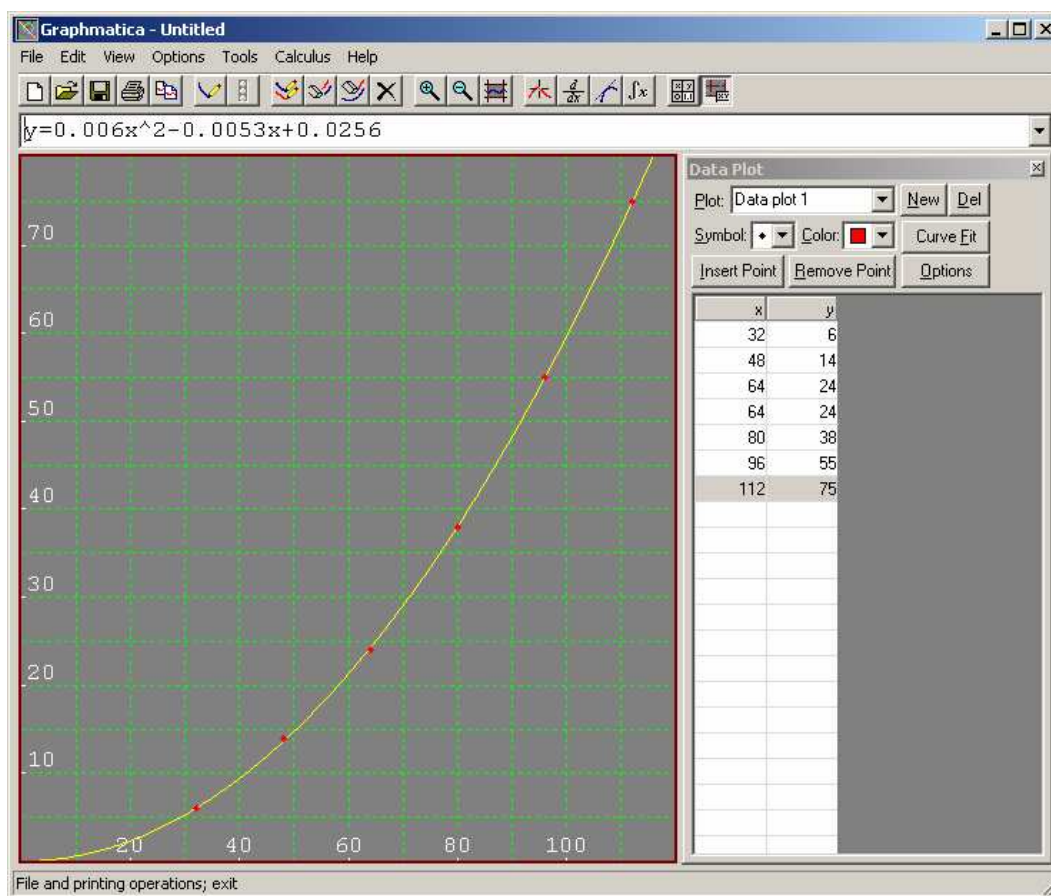 Graphmatica - Untitled
File Edit View Options Tools Calculus Help
y=0.006x^2-0.0053x+0.0256
70
60
50
40
30
20
10
20 40 60 80 100
Data Plot
Plot: Data plot 1 New Del
Symbol: Color: Curve Fit
Insert Point Remove Point Options
x y
32 6
48 14
64 24
64 24
80 38
96 55
112 75
File and printing operations; exit